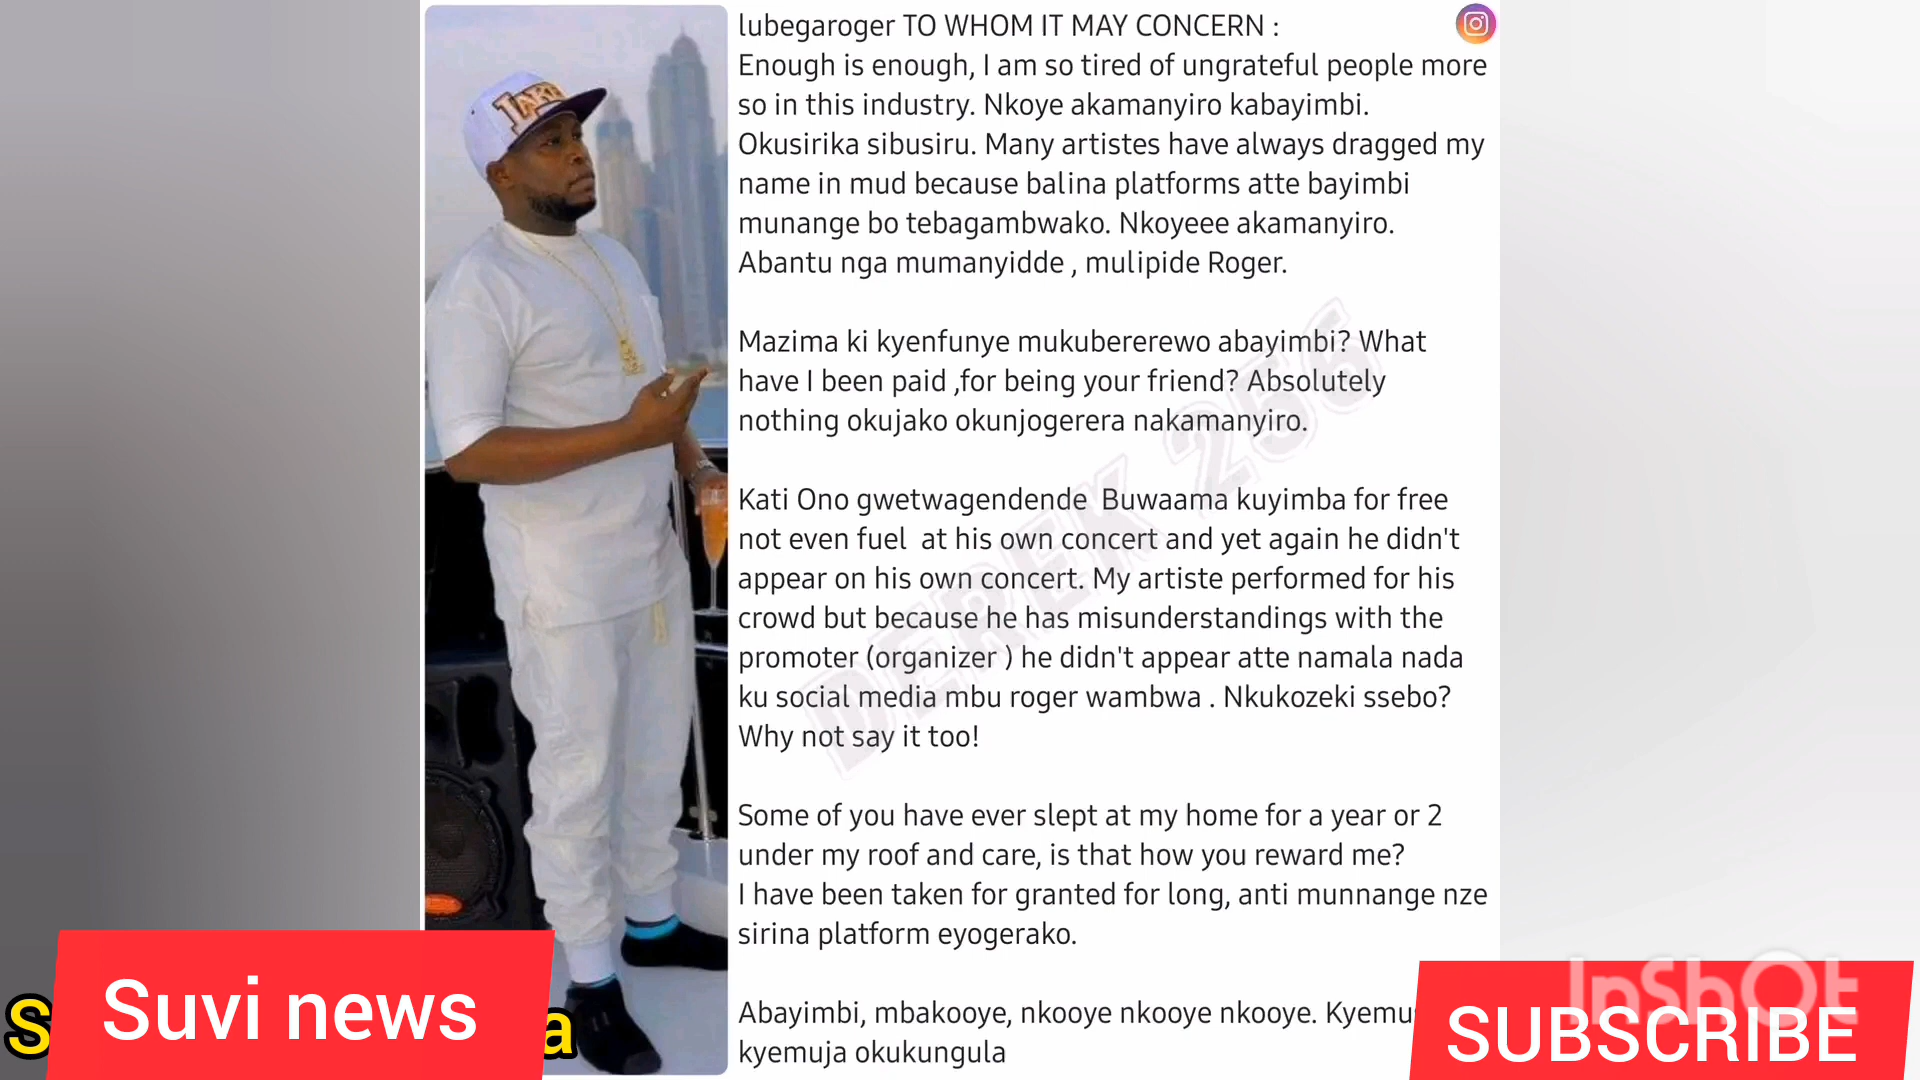 lubegaroger TO WHOM IT MAY CONCERN :
Enough is enough, I am so tired of ungrateful people more
so in this industry. Nkoye akamanyiro kabayimbi.
Okusirika sibusiru. Many artistes have always dragged my
name in mud because balina platforms atte bayimbi
munange bo tebagambwako. Nkoyeee akamanyiro.
Abantu nga mumanyidde , mulipide Roger.
Mazima ki kyenfunye mukubererewo abayimbi? What
have I been paid ,for being your friend? Absolutely
nothing okujako okunjogerera nakamanyiro.
Kati Ono gwetwagendende Buwaama kuyimba for free
not even fuel at his own concert and yet again he didn't
appear on his own concert. My artiste performed for his
crowd but because he has misunderstandings with the
promoter (organizer ) he didn't appear atte namala nada
ku social media mbu roger wambwa . Nkukozeki ssebo?
Why not say it too!
Some of you have ever slept at my home for a year or 2
under my roof and care, is that how you reward me?
I have been taken for granted for long, anti munnange nze
sirina platform eyogerako.
Abayimbi, mbakooye, nkooye nkooye nkooye.
kyemuja okukungula
DEREK 256
LAKERS
Suvi news
InShOt
SUBSCRIBE